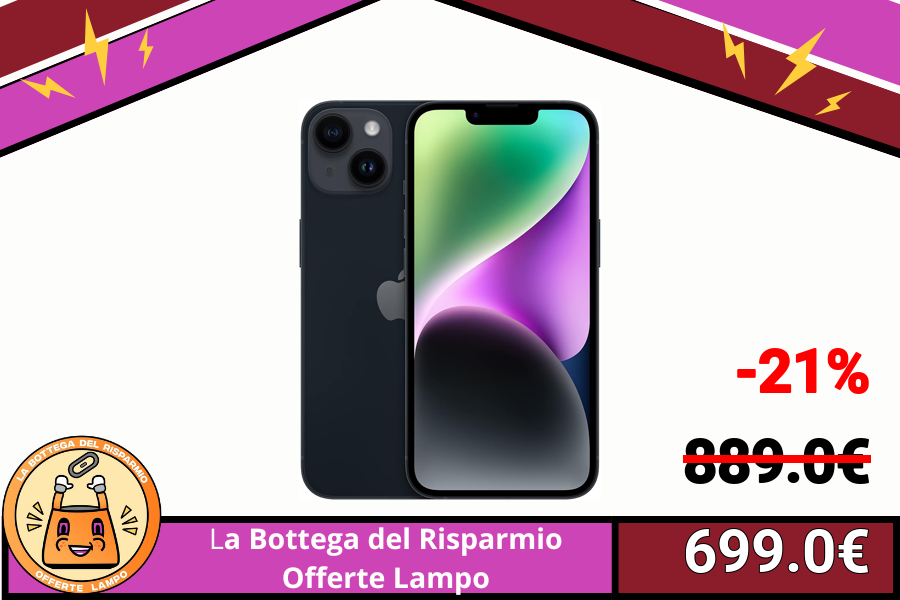 -21%
889.0€
LA BOTTEGA DEL RISPARMIO
OFFERTE LAMPO
La Bottega del Risparmio
Offerte Lampo
699.0€